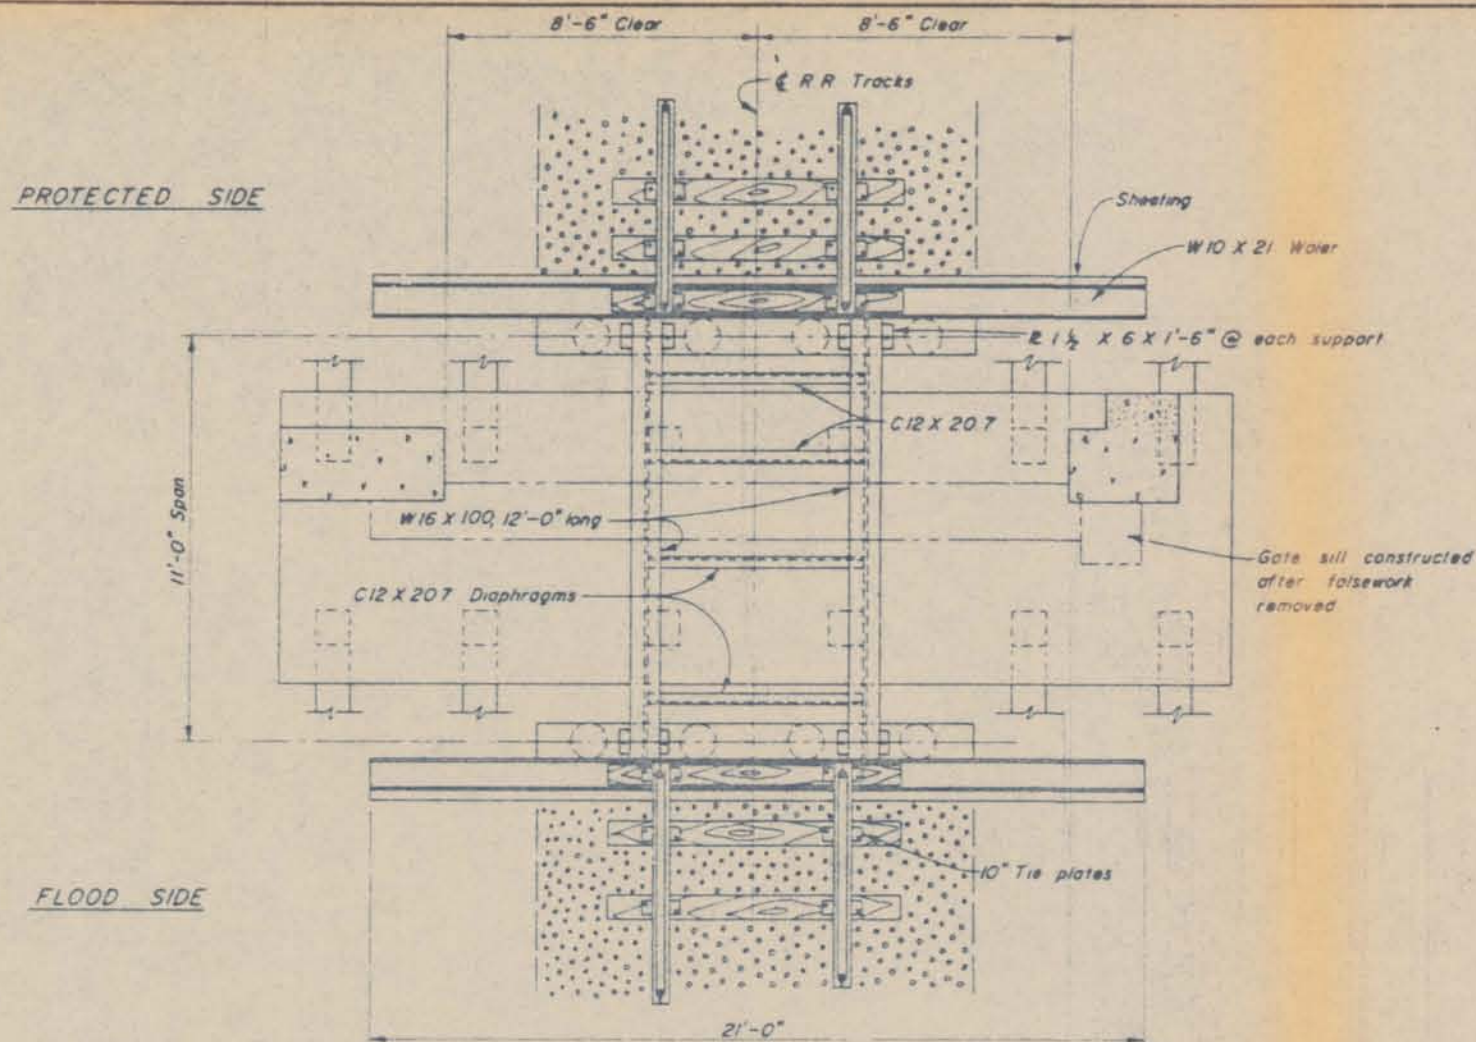 8'-6" Clear
8'-6" Clear
℄ R R Tracks
PROTECTED SIDE
Sheeting
W10 X 21 Waler
℄ 1 1/2 X 6 X 1'-6" @ each support
C12 X 20.7
11'-0" Span
W16 X 100, 12'-0" long
C12 X 20.7 Diaphragms
Gate sill constructed
after falsework
removed
10" Tie plates
FLOOD SIDE
21'-0"